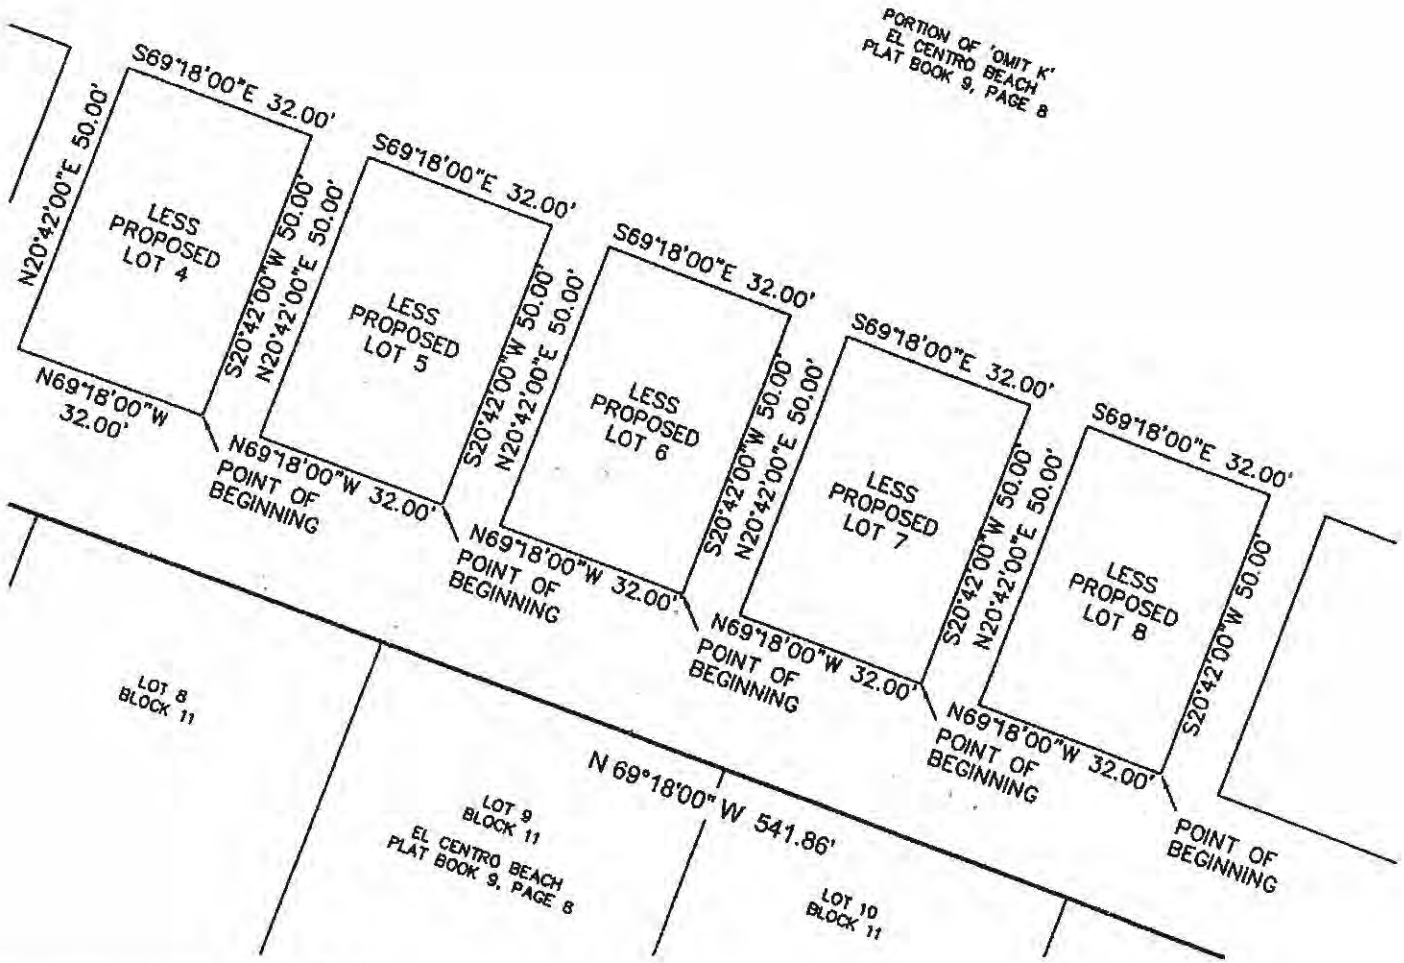 PORTION OF 'OMIT K'
EL CENTRO BEACH
PLAT BOOK 9, PAGE 8
S69°18'00"E 32.00'
N20°42'00"E 50.00'
LESS
PROPOSED
LOT 4
S20°42'00"W 50.00'
N69°18'00"W
32.00'
POINT OF
BEGINNING
S69°18'00"E 32.00'
N20°42'00"E 50.00'
LESS
PROPOSED
LOT 5
S20°42'00"W 50.00'
N69°18'00"W 32.00'
POINT OF
BEGINNING
S69°18'00"E 32.00'
N20°42'00"E 50.00'
LESS
PROPOSED
LOT 6
S20°42'00"W 50.00'
N69°18'00"W 32.00'
POINT OF
BEGINNING
S69°18'00"E 32.00'
N20°42'00"E 50.00'
LESS
PROPOSED
LOT 7
S20°42'00"W 50.00'
N69°18'00"W 32.00'
POINT OF
BEGINNING
S69°18'00"E 32.00'
N20°42'00"E 50.00'
LESS
PROPOSED
LOT 8
S20°42'00"W 50.00'
N69°18'00"W 32.00'
POINT OF
BEGINNING
N 69°18'00" W 541.86'
LOT 8
BLOCK 11
LOT 9
BLOCK 11
EL CENTRO BEACH
PLAT BOOK 9, PAGE 8
LOT 10
BLOCK 11